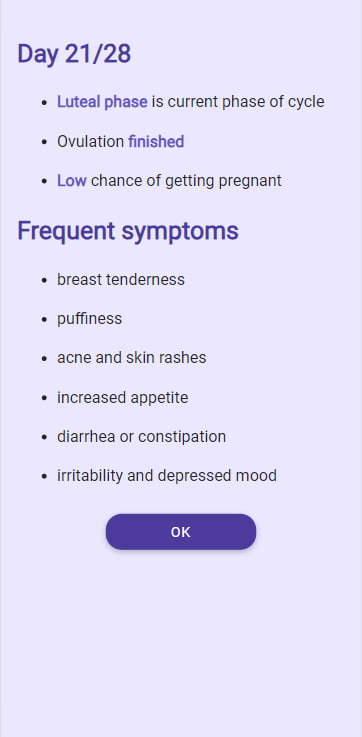 Day 21/28
Luteal phase is current phase of cycle
Ovulation finished
Low chance of getting pregnant
Frequent symptoms
breast tenderness
puffiness
acne and skin rashes
increased appetite
diarrhea or constipation
irritability and depressed mood
OK